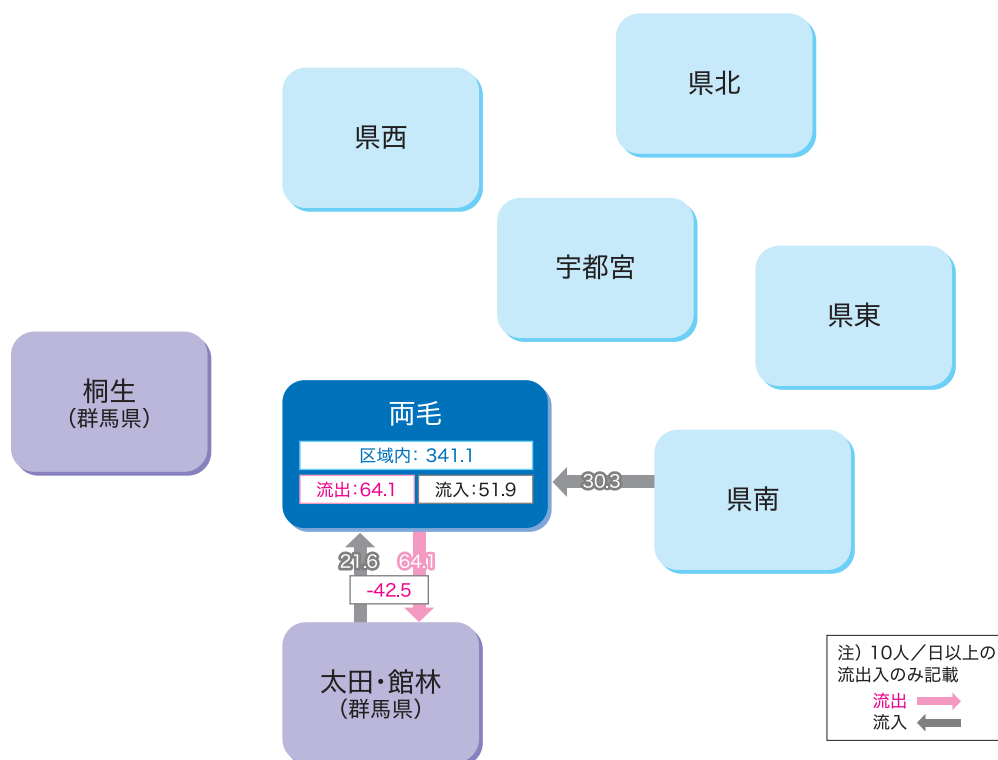 県北
県西
宇都宮
県東
桐生
（群馬県）
両毛
区域内：341.1
流出：64.1
流入：51.9
30.3
県南
21.6
64.1
-42.5
太田・館林
（群馬県）
注）10人／日以上の
流出入のみ記載
流出
流入